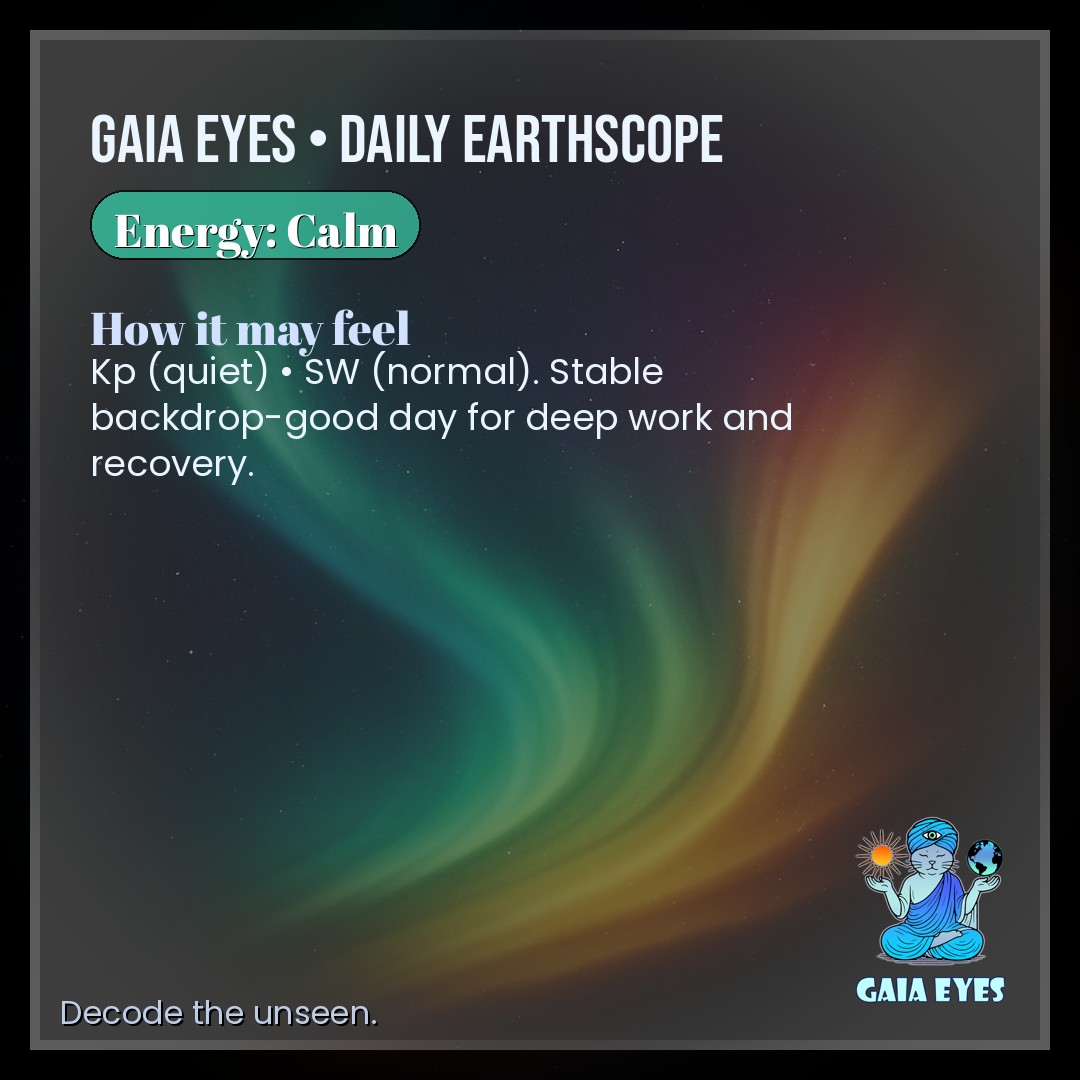 GAIA EYES • DAILY EARTHSCOPE
Energy: Calm
How it may feel
Kp (quiet) • SW (normal). Stable
backdrop-good day for deep work and
recovery.
GAIA EYES
Decode the unseen.